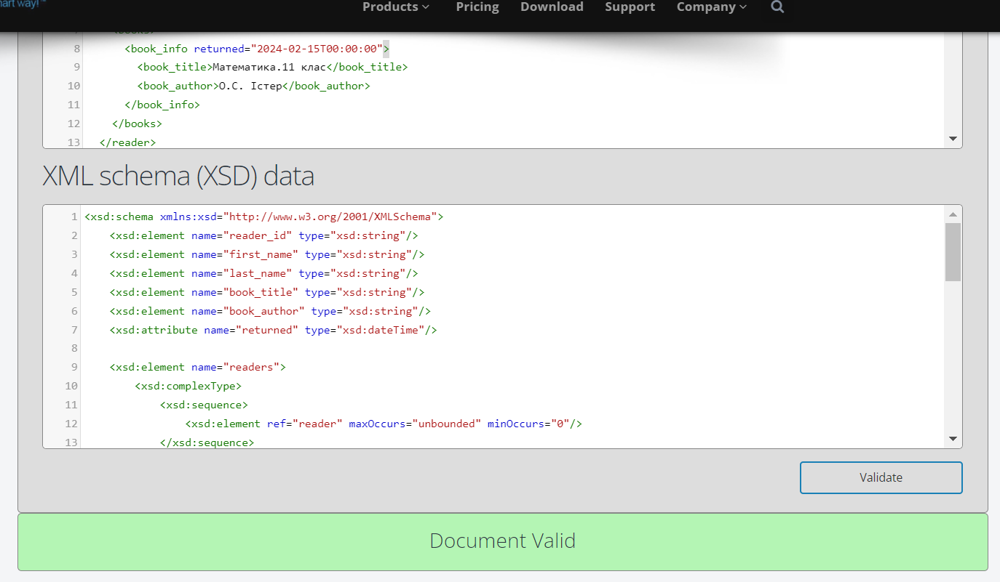 smart way!™
Products Pricing Download Support Company
7 <books>
8 <book_info returned="2024-02-15T00:00:00">
9 <book_title>Математика.11 клас</book_title>
10 <book_author>О.С. Істер</book_author>
11 </book_info>
12 </books>
13 </reader>
XML schema (XSD) data
1 <xsd:schema xmlns:xsd="http://www.w3.org/2001/XMLSchema">
2 <xsd:element name="reader_id" type="xsd:string"/>
3 <xsd:element name="first_name" type="xsd:string"/>
4 <xsd:element name="last_name" type="xsd:string"/>
5 <xsd:element name="book_title" type="xsd:string"/>
6 <xsd:element name="book_author" type="xsd:string"/>
7 <xsd:attribute name="returned" type="xsd:dateTime"/>
8
9 <xsd:element name="readers">
10 <xsd:complexType>
11 <xsd:sequence>
12 <xsd:element ref="reader" maxOccurs="unbounded" minOccurs="0"/>
13 </xsd:sequence>
Validate
Document Valid